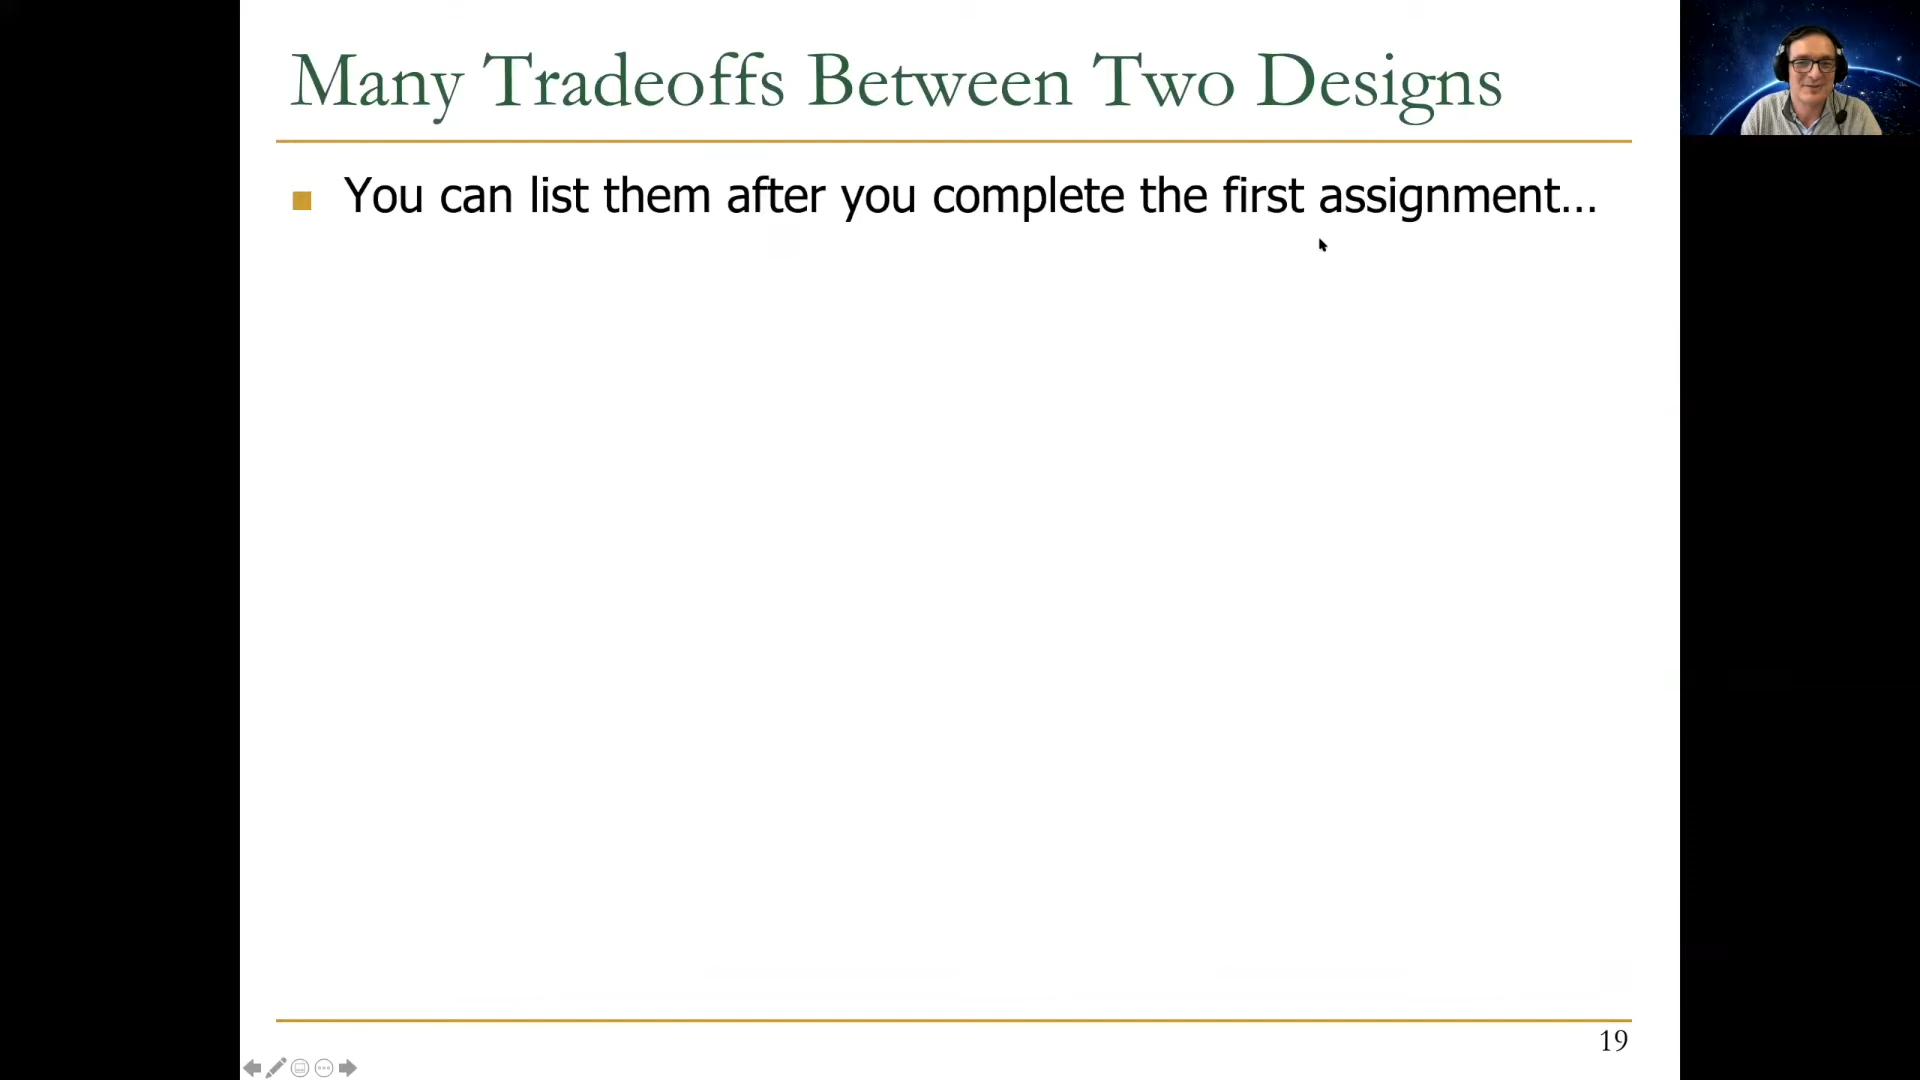 Many Tradeoffs Between Two Designs
You can list them after you complete the first assignment…
19